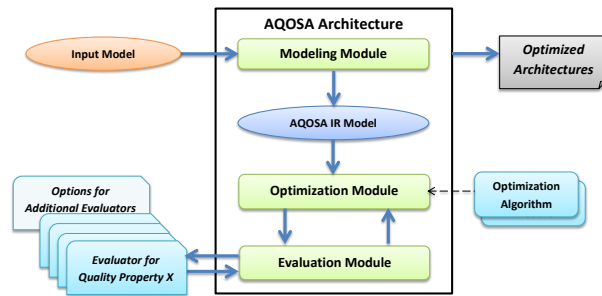 AQOSA Architecture
Input Model
Modeling Module
Optimized
Architectures
AQOSA IR Model
Options for
Additional Evaluators
Optimization Module
Optimization
Algorithm
Evaluator for
Quality Property X
Evaluation Module